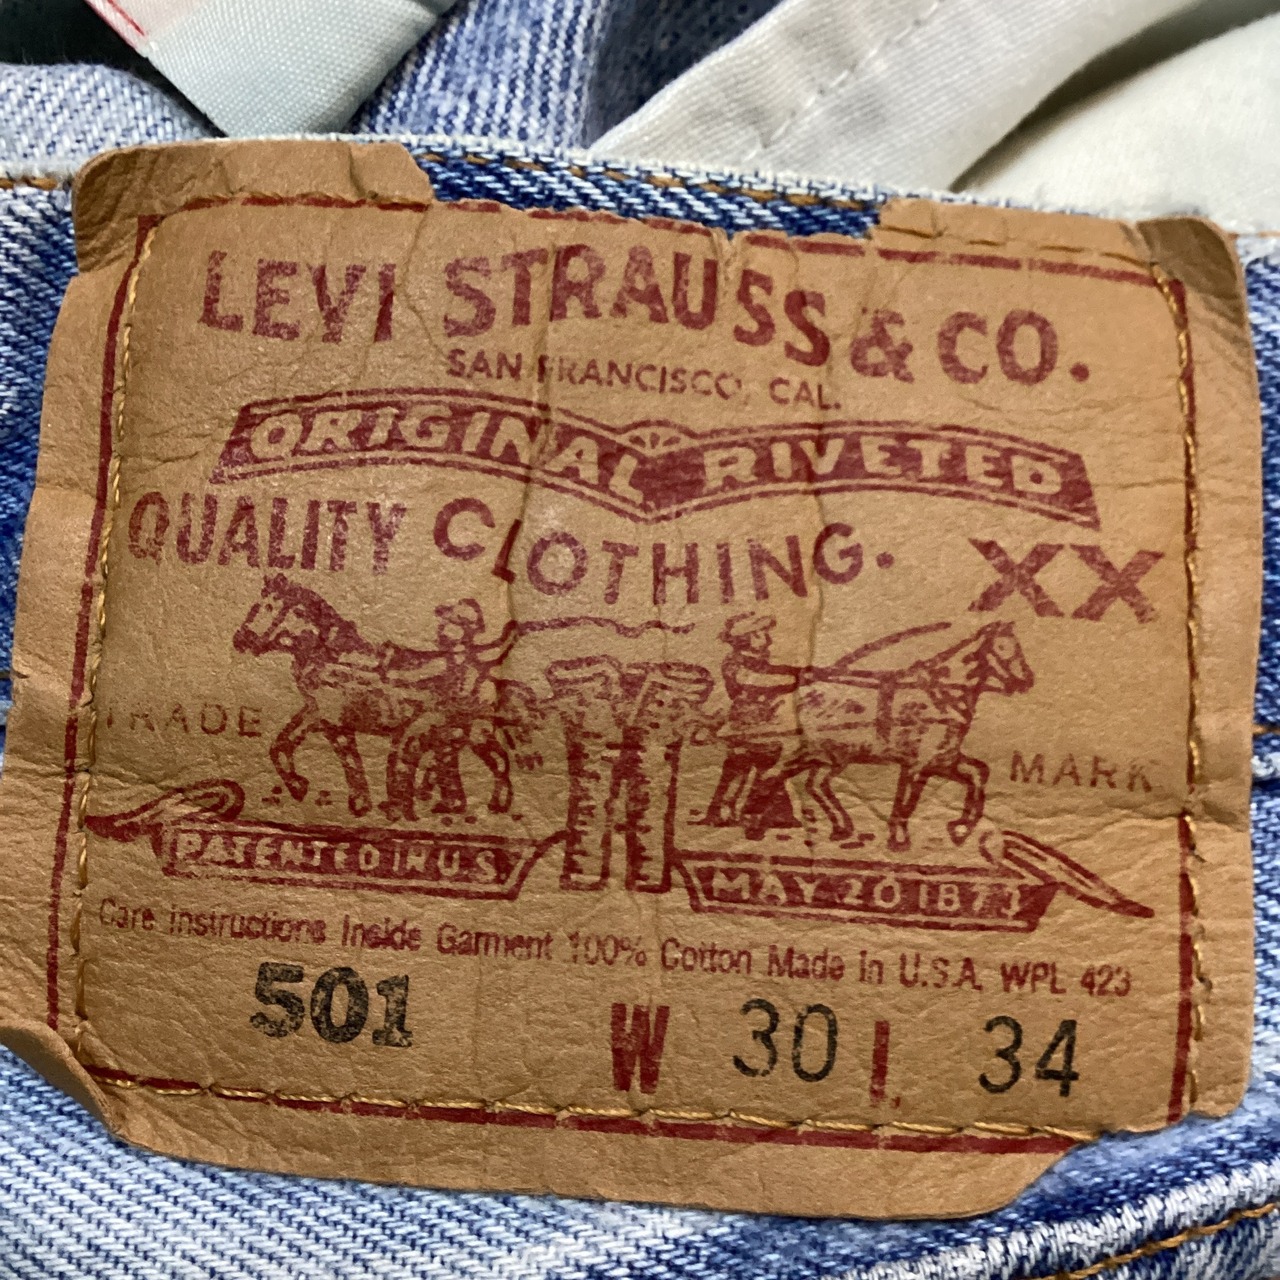 LEVI STRAUSS & CO.
SAN FRANCISCO, CAL.
ORIGINAL RIVETED
QUALITY CLOTHING.
XX
TRADE MARK
PATENTED IN U.S. MAY 20 1873
Care Instructions Inside Garment 100% Cotton Made in U.S.A. WPL 423
501 W 30 L 34